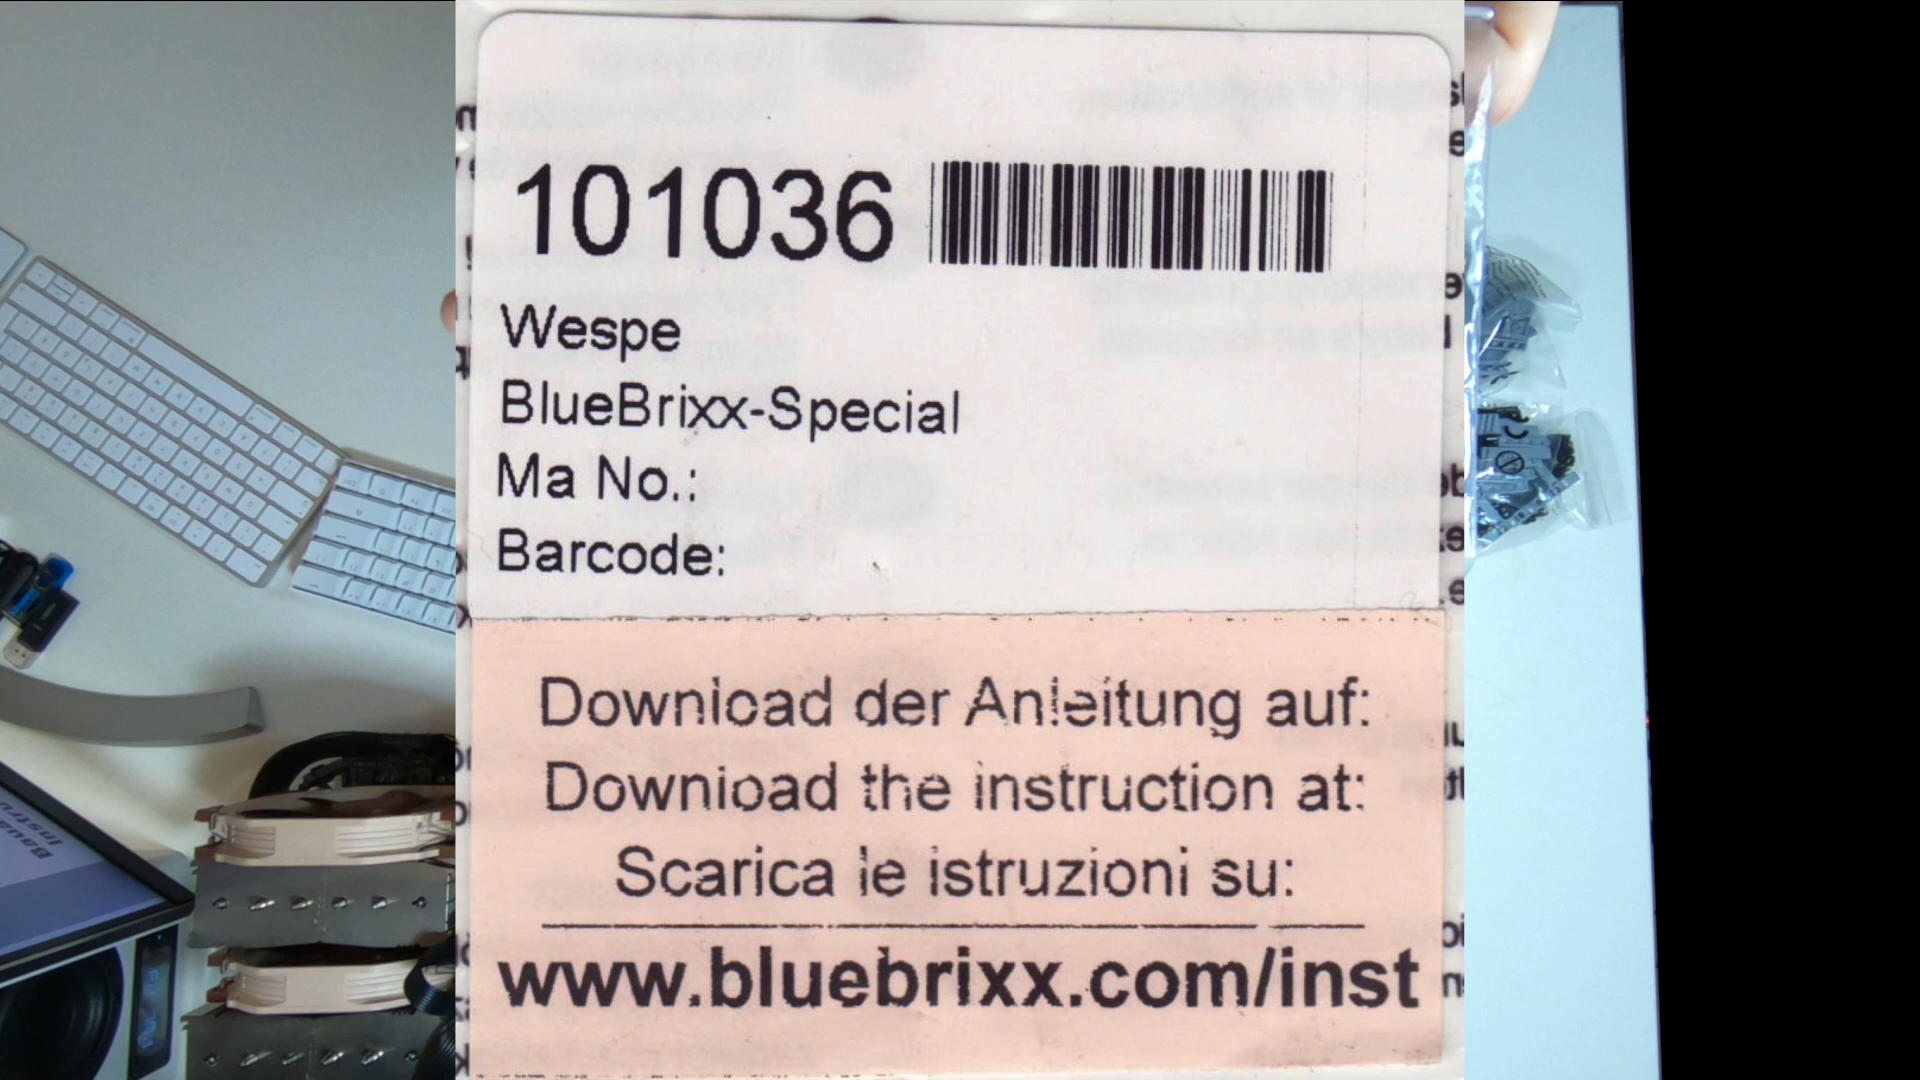 101036
Wespe
BlueBrixx-Special
Ma No.:
Barcode:
Download der Anleitung auf:
Download the instruction at:
Scarica le istruzioni su:
www.bluebrixx.com/inst